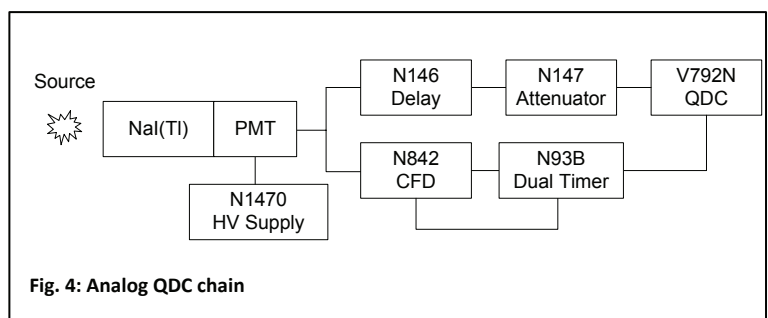 Source
NaI(Tl)
PMT
N1470
HV Supply
N146
Delay
N147
Attenuator
V792N
QDC
N842
CFD
N93B
Dual Timer
Fig. 4: Analog QDC chain